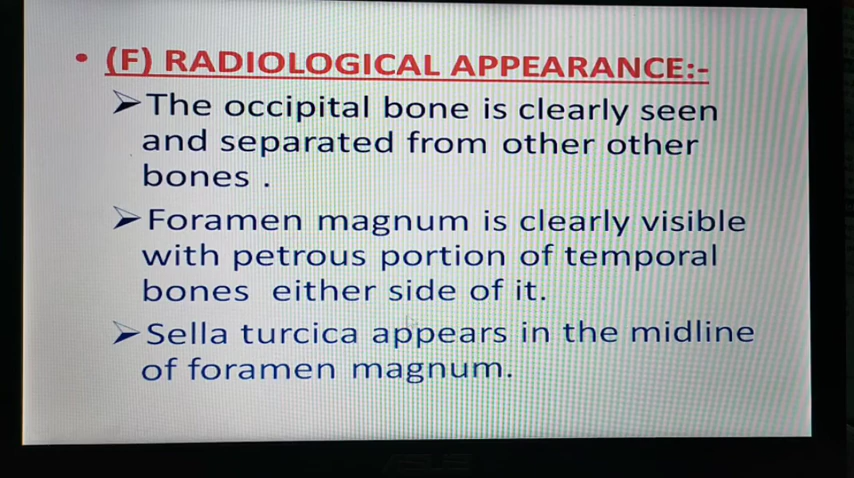 • (F) RADIOLOGICAL APPEARANCE:-
➢The occipital bone is clearly seen
and separated from other other
bones .
➢Foramen magnum is clearly visible
with petrous portion of temporal
bones either side of it.
➢Sella turcica appears in the midline
of foramen magnum.
ASUS